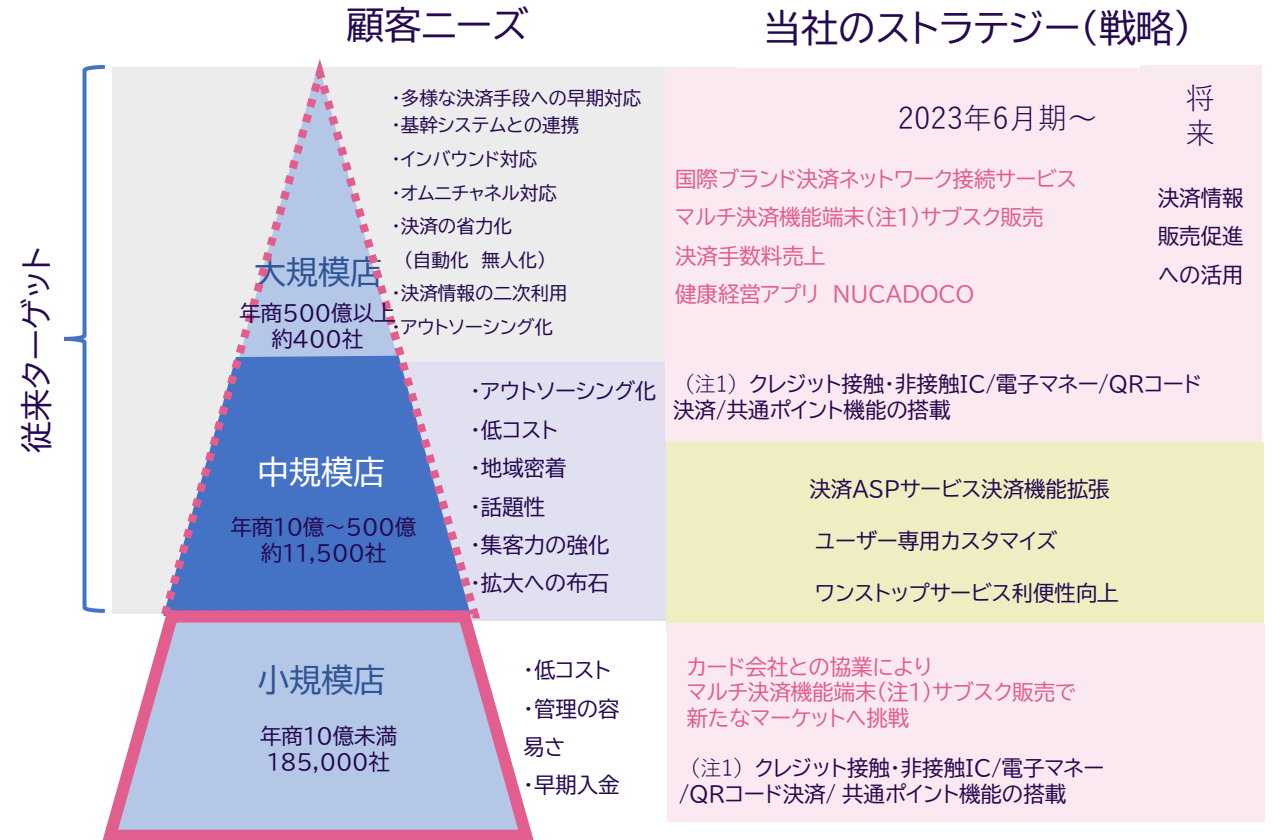 顧客ニーズ
当社のストラテジー（戦略）
従来ターゲット
大規模店
年商500億以上
約400社
・多様な決済手段への早期対応
・基幹システムとの連携
・インバウンド対応
・オムニチャネル対応
・決済の省力化
（自動化 無人化）
・決済情報の二次利用
・アウトソーシング化
2023年6月期～
国際ブランド決済ネットワーク接続サービス
マルチ決済機能端末（注1）サブスク販売
決済手数料売上
健康経営アプリ NUCADOCO
（注1）クレジット接触・非接触IC/電子マネー/QRコード
決済/共通ポイント機能の搭載
将
来
決済情報
販売促進
への活用
中規模店
年商10億～500億
約11,500社
・アウトソーシング化
・低コスト
・地域密着
・話題性
・集客力の強化
・拡大への布石
決済ASPサービス決済機能拡張
ユーザー専用カスタマイズ
ワンストップサービス利便性向上
小規模店
年商10億未満
185,000社
・低コスト
・管理の容
易さ
・早期入金
カード会社との協業により
マルチ決済機能端末（注1）サブスク販売で
新たなマーケットへ挑戦
（注1）クレジット接触・非接触IC/電子マネー
/QRコード決済/ 共通ポイント機能の搭載